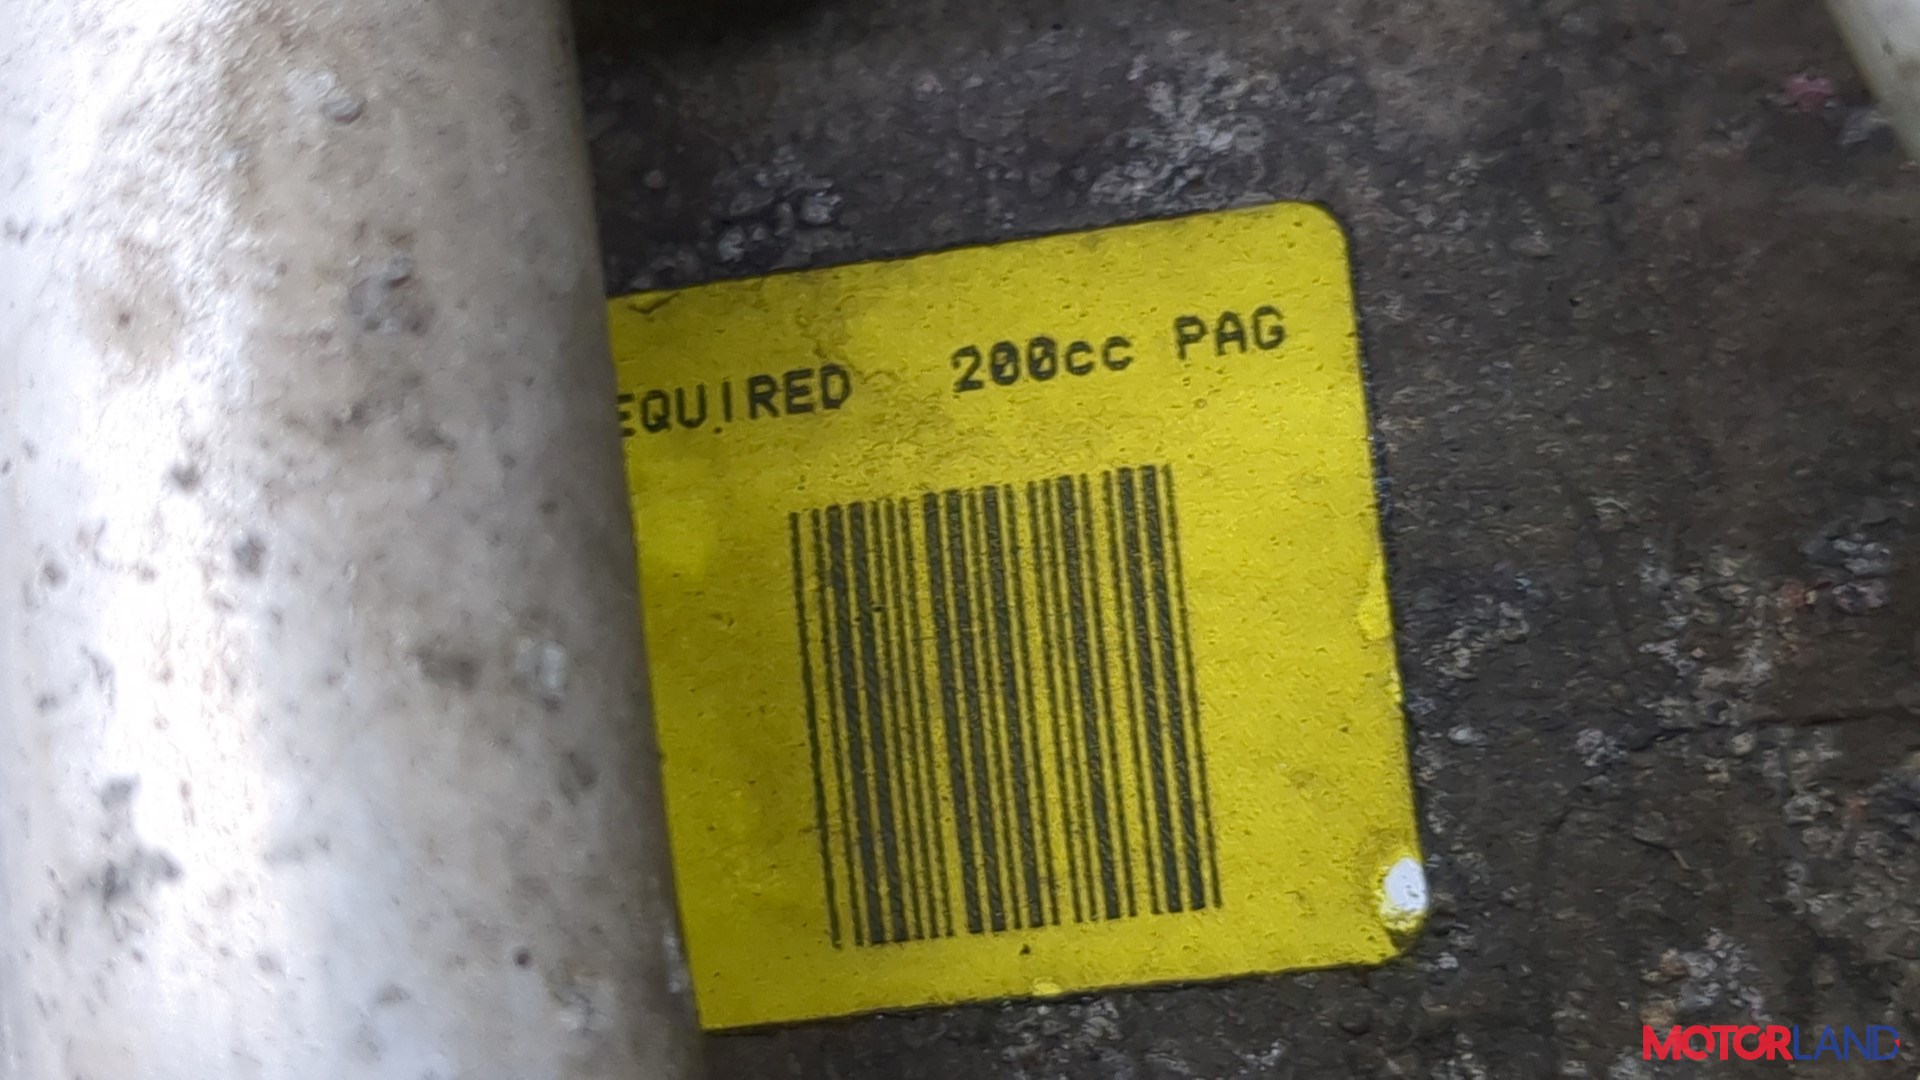 EQUIRED 200cc PAG
MOTORLAND